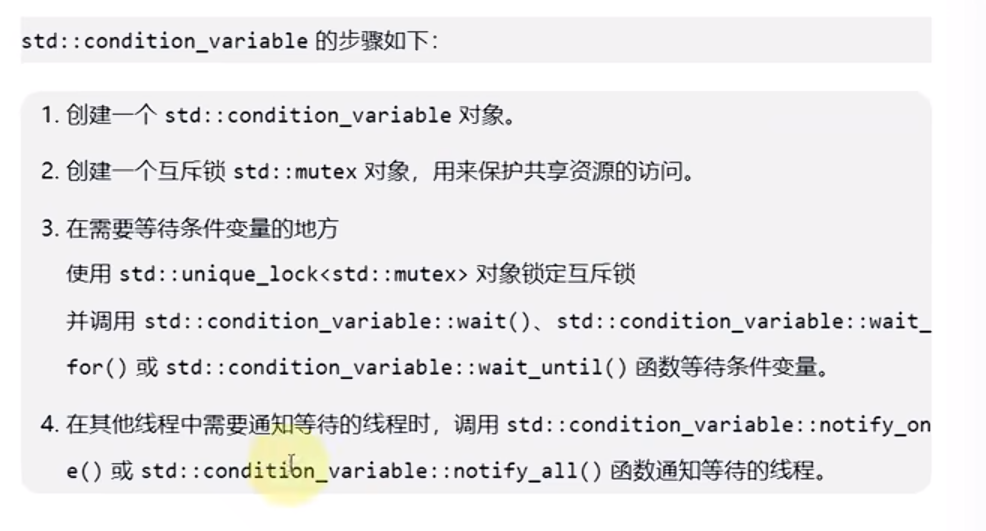 std::condition_variable 的步骤如下：
1. 创建一个 std::condition_variable 对象。
2. 创建一个互斥锁 std::mutex 对象，用来保护共享资源的访问。
3. 在需要等待条件变量的地方
使用 std::unique_lock<std::mutex> 对象锁定互斥锁
并调用 std::condition_variable::wait()、std::condition_variable::wait_
for() 或 std::condition_variable::wait_until() 函数等待条件变量。
4. 在其他线程中需要通知等待的线程时，调用 std::condition_variable::notify_on
e() 或 std::condition_variable::notify_all() 函数通知等待的线程。